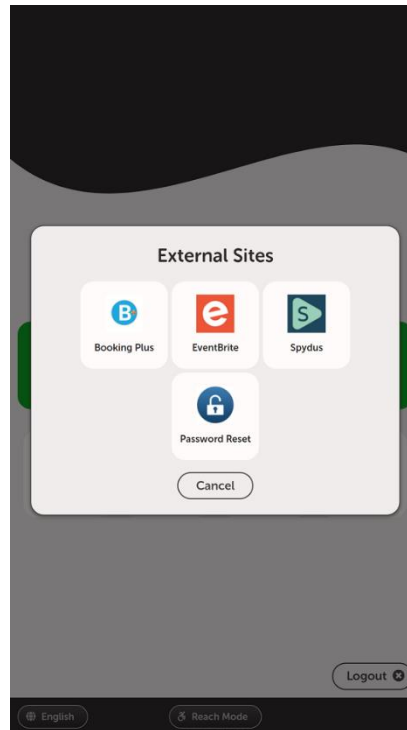 External Sites
B+
e
S
Booking Plus
EventBrite
Spydus
Password Reset
Cancel
Logout
English
Reach Mode